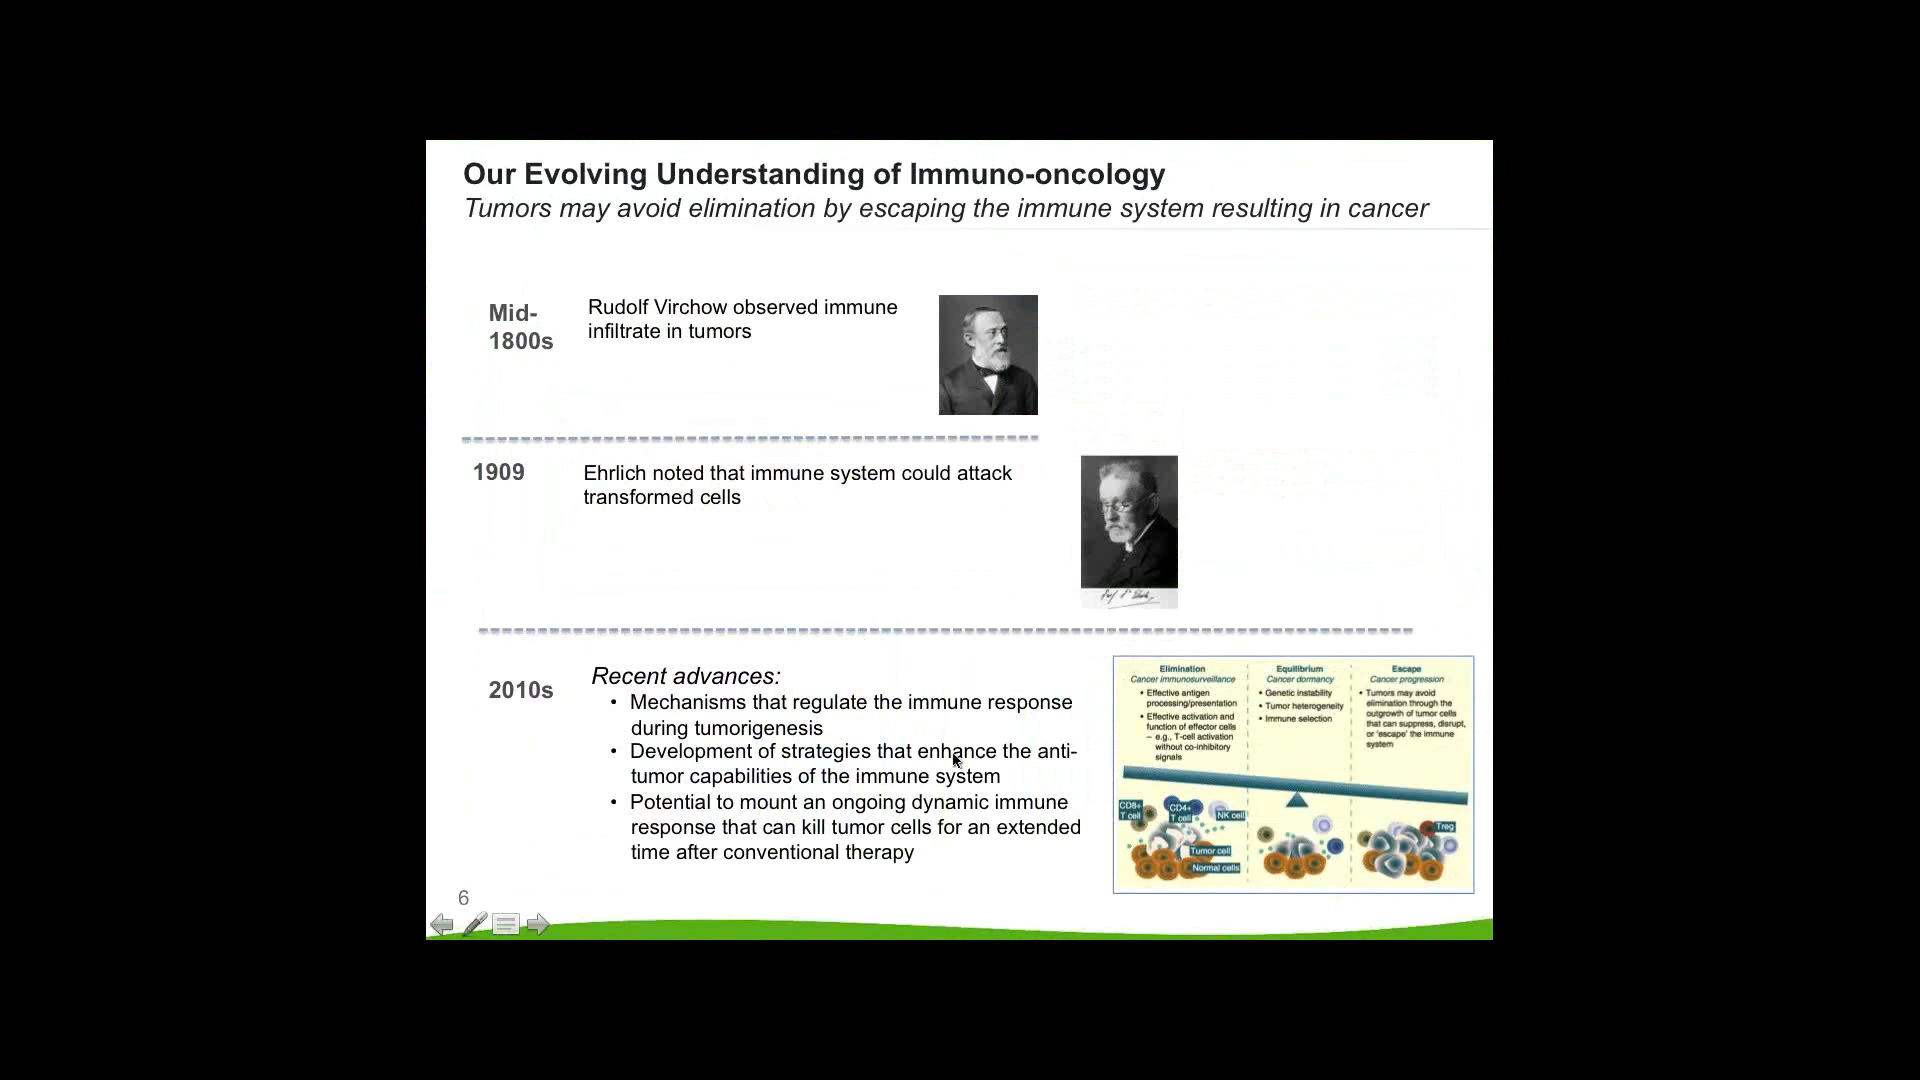 Our Evolving Understanding of Immuno-oncology
Tumors may avoid elimination by escaping the immune system resulting in cancer
Mid-
1800s
Rudolf Virchow observed immune
infiltrate in tumors
1909
Ehrlich noted that immune system could attack
transformed cells
2010s
Recent advances:
• Mechanisms that regulate the immune response
during tumorigenesis
• Development of strategies that enhance the anti-
tumor capabilities of the immune system
• Potential to mount an ongoing dynamic immune
response that can kill tumor cells for an extended
time after conventional therapy
Elimination
Cancer immunosurveillance
• Effective antigen
processing/presentation
• Effective activation and
function of effector cells
– e.g., T-cell activation
without co-inhibitory
signals
Equilibrium
Cancer dormancy
• Genetic instability
• Tumor heterogeneity
• Immune selection
Escape
Cancer progression
• Tumors may avoid
elimination through the
outgrowth of tumor cells
that can suppress, disrupt,
or 'escape' the immune
system
CD8+
T cell
CD4+
T cell
NK cell
Tumor cell
Normal cells
Treg
6